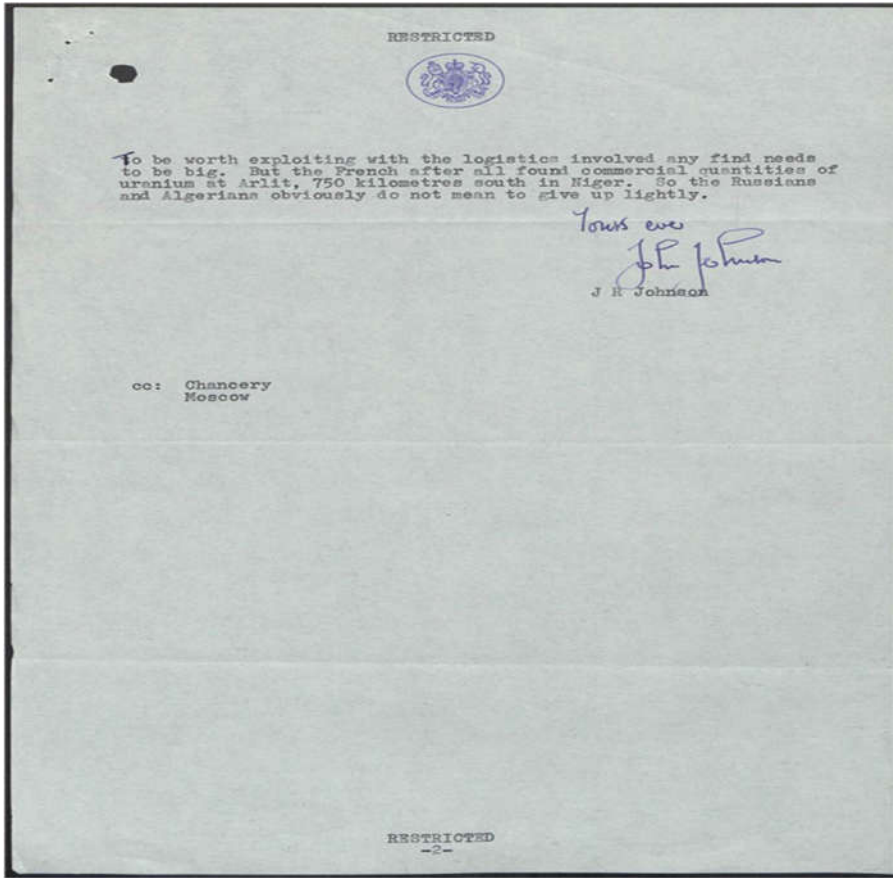 RESTRICTED
To be worth exploiting with the logistics involved any find needs
to be big. But the French after all found commercial quantities of
uranium at Arlit, 750 kilometres south in Niger. So the Russians
and Algerians obviously do not mean to give up lightly.
Yours ever
John Johnson
J R Johnson
cc: Chancery
Moscow
RESTRICTED
-2-